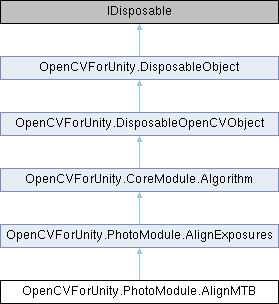 IDisposable
OpenCVForUnity.DisposableObject
OpenCVForUnity.DisposableOpenCVObject
OpenCVForUnity.CoreModule.Algorithm
OpenCVForUnity.PhotoModule.AlignExposures
OpenCVForUnity.PhotoModule.AlignMTB